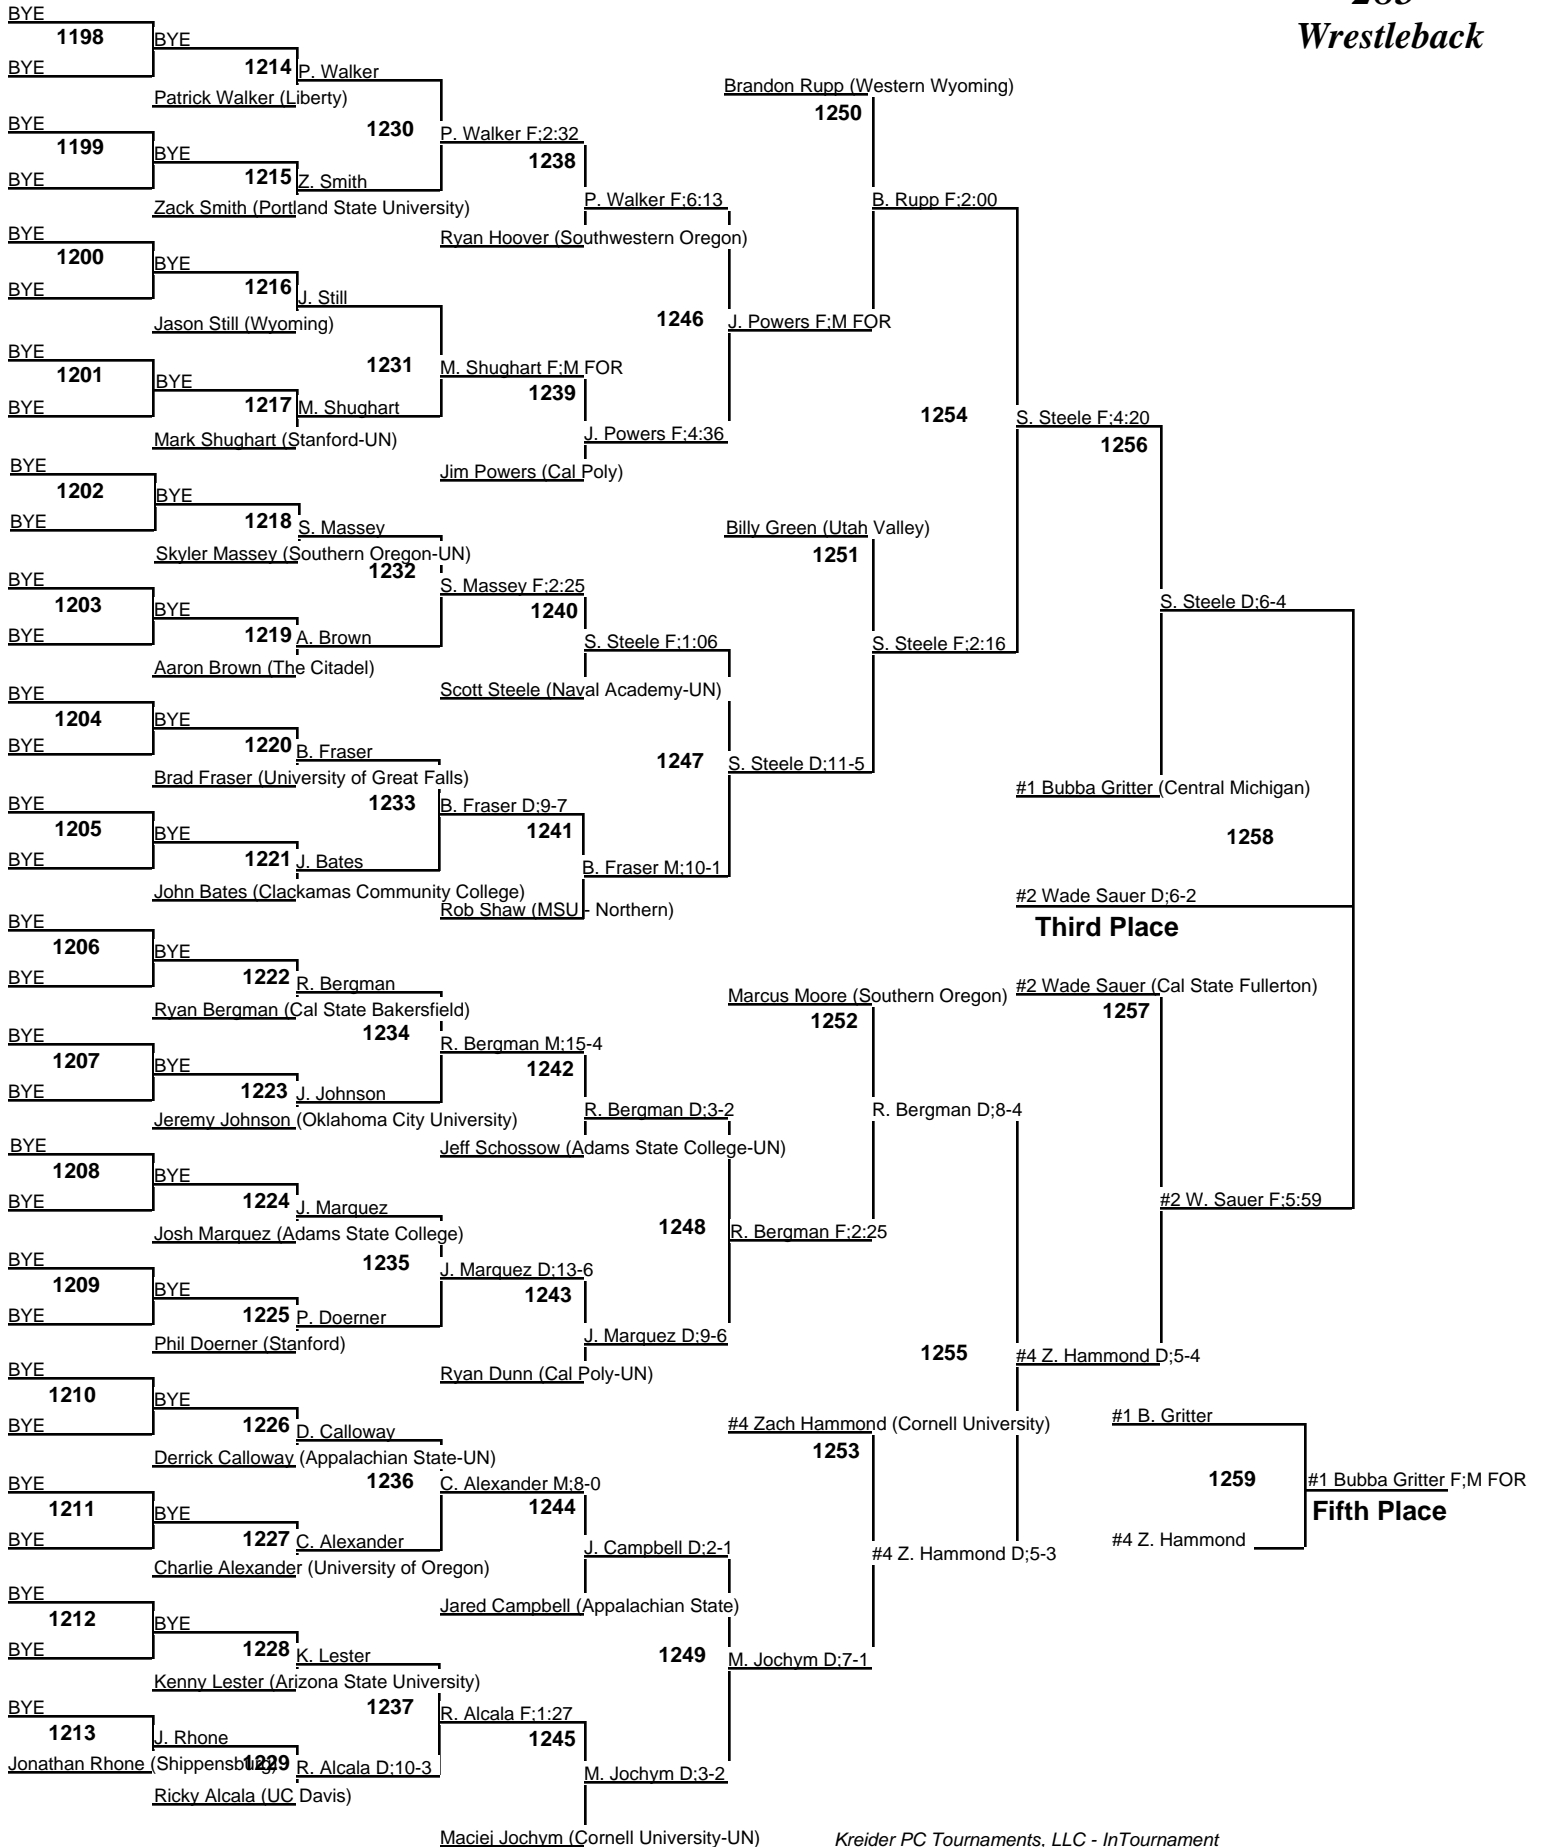 Wrestleback
BYE
1198
BYE
BYE
1214
P. Walker
Patrick Walker (Liberty)
Brandon Rupp (Western Wyoming)
1250
BYE
1199
BYE
BYE
1230
P. Walker F;2:32
1238
1215
Z. Smith
Zack Smith (Portland State University)
P. Walker F;6:13
B. Rupp F;2:00
Ryan Hoover (Southwestern Oregon)
BYE
1200
BYE
BYE
1216
J. Still
Jason Still (Wyoming)
1246
J. Powers F;M FOR
BYE
1201
BYE
BYE
1231
M. Shughart F;M FOR
1239
1217
M. Shughart
Mark Shughart (Stanford-UN)
J. Powers F;4:36
Jim Powers (Cal Poly)
1254
S. Steele F;4:20
1256
BYE
1202
BYE
BYE
1218
S. Massey
Skyler Massey (Southern Oregon-UN)
1232
Billy Green (Utah Valley)
1251
BYE
1203
BYE
BYE
S. Massey F;2:25
1240
1219
A. Brown
Aaron Brown (The Citadel)
S. Steele F;1:06
S. Steele F;2:16
S. Steele D;6-4
Scott Steele (Naval Academy-UN)
BYE
1204
BYE
BYE
1220
B. Fraser
Brad Fraser (University of Great Falls)
1247
S. Steele D;11-5
1233
#1 Bubba Gritter (Central Michigan)
BYE
1205
BYE
BYE
B. Fraser D;9-7
1241
1258
1221
J. Bates
John Bates (Clackamas Community College)
B. Fraser M;10-1
Rob Shaw (MSU - Northern)
#2 Wade Sauer D;6-2
Third Place
BYE
1206
BYE
BYE
1222
R. Bergman
Ryan Bergman (Cal State Bakersfield)
Marcus Moore (Southern Oregon)
1252
#2 Wade Sauer (Cal State Fullerton)
1257
1234
BYE
1207
BYE
BYE
R. Bergman M;15-4
1242
1223
J. Johnson
Jeremy Johnson (Oklahoma City University)
R. Bergman D;3-2
R. Bergman D;8-4
Jeff Schossow (Adams State College-UN)
BYE
1208
BYE
BYE
1224
J. Marquez
Josh Marquez (Adams State College)
1248
R. Bergman F;2:25
#2 W. Sauer F;5:59
1235
BYE
1209
BYE
BYE
J. Marquez D;13-6
1243
1225
P. Doerner
Phil Doerner (Stanford)
J. Marquez D;9-6
Ryan Dunn (Cal Poly-UN)
1255
#4 Z. Hammond D;5-4
BYE
1210
BYE
BYE
1226
D. Calloway
Derrick Calloway (Appalachian State-UN)
#4 Zach Hammond (Cornell University)
1253
#1 B. Gritter
1236
C. Alexander M;8-0
1244
1259
#1 Bubba Gritter F;M FOR
Fifth Place
BYE
1211
BYE
BYE
1227
C. Alexander
Charlie Alexander (University of Oregon)
J. Campbell D;2-1
#4 Z. Hammond D;5-3
#4 Z. Hammond
Jared Campbell (Appalachian State)
BYE
1212
BYE
BYE
1228
K. Lester
Kenny Lester (Arizona State University)
1249
M. Jochym D;7-1
1237
R. Alcala F;1:27
1245
BYE
1213
J. Rhone
Jonathan Rhone (Shippensburg)
1229
R. Alcala D;10-3
Ricky Alcala (UC Davis)
M. Jochym D;3-2
Maciej Jochym (Cornell University-UN)
Kreider PC Tournaments, LLC - InTournament